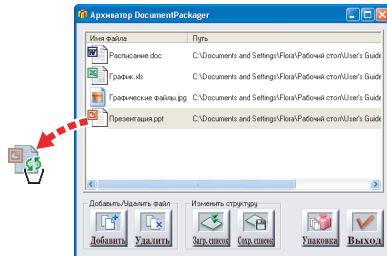 Архиватор DocumentPackager
Имя файла Путь
Расписание.doc C:\Documents and Settings\Flora\Рабочий стол\User's Guide
График.xls C:\Documents and Settings\Flora\Рабочий стол\User's Guide
Графические файлы.jpg C:\Documents and Settings\Flora\Рабочий стол\User's Guide
Презентация.ppt C:\Documents and Settings\Flora\Рабочий стол\User's Guide
Добавить/Удалить файл Изменить структуру
Добавить Удалить Загр. список Сохр. список Упаковка Выход